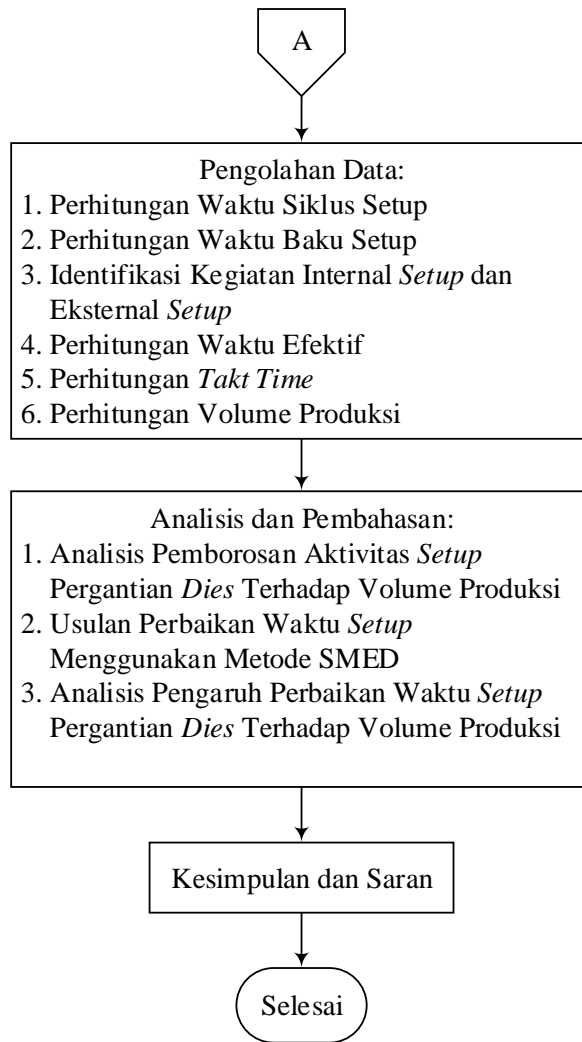 A
Pengolahan Data:
1. Perhitungan Waktu Siklus Setup
2. Perhitungan Waktu Baku Setup
3. Identifikasi Kegiatan Internal Setup dan
Eksternal Setup
4. Perhitungan Waktu Efektif
5. Perhitungan Takt Time
6. Perhitungan Volume Produksi
Analisis dan Pembahasan:
1. Analisis Pemborosan Aktivitas Setup
Pergantian Dies Terhadap Volume Produksi
2. Usulan Perbaikan Waktu Setup
Menggunakan Metode SMED
3. Analisis Pengaruh Perbaikan Waktu Setup
Pergantian Dies Terhadap Volume Produksi
Kesimpulan dan Saran
Selesai